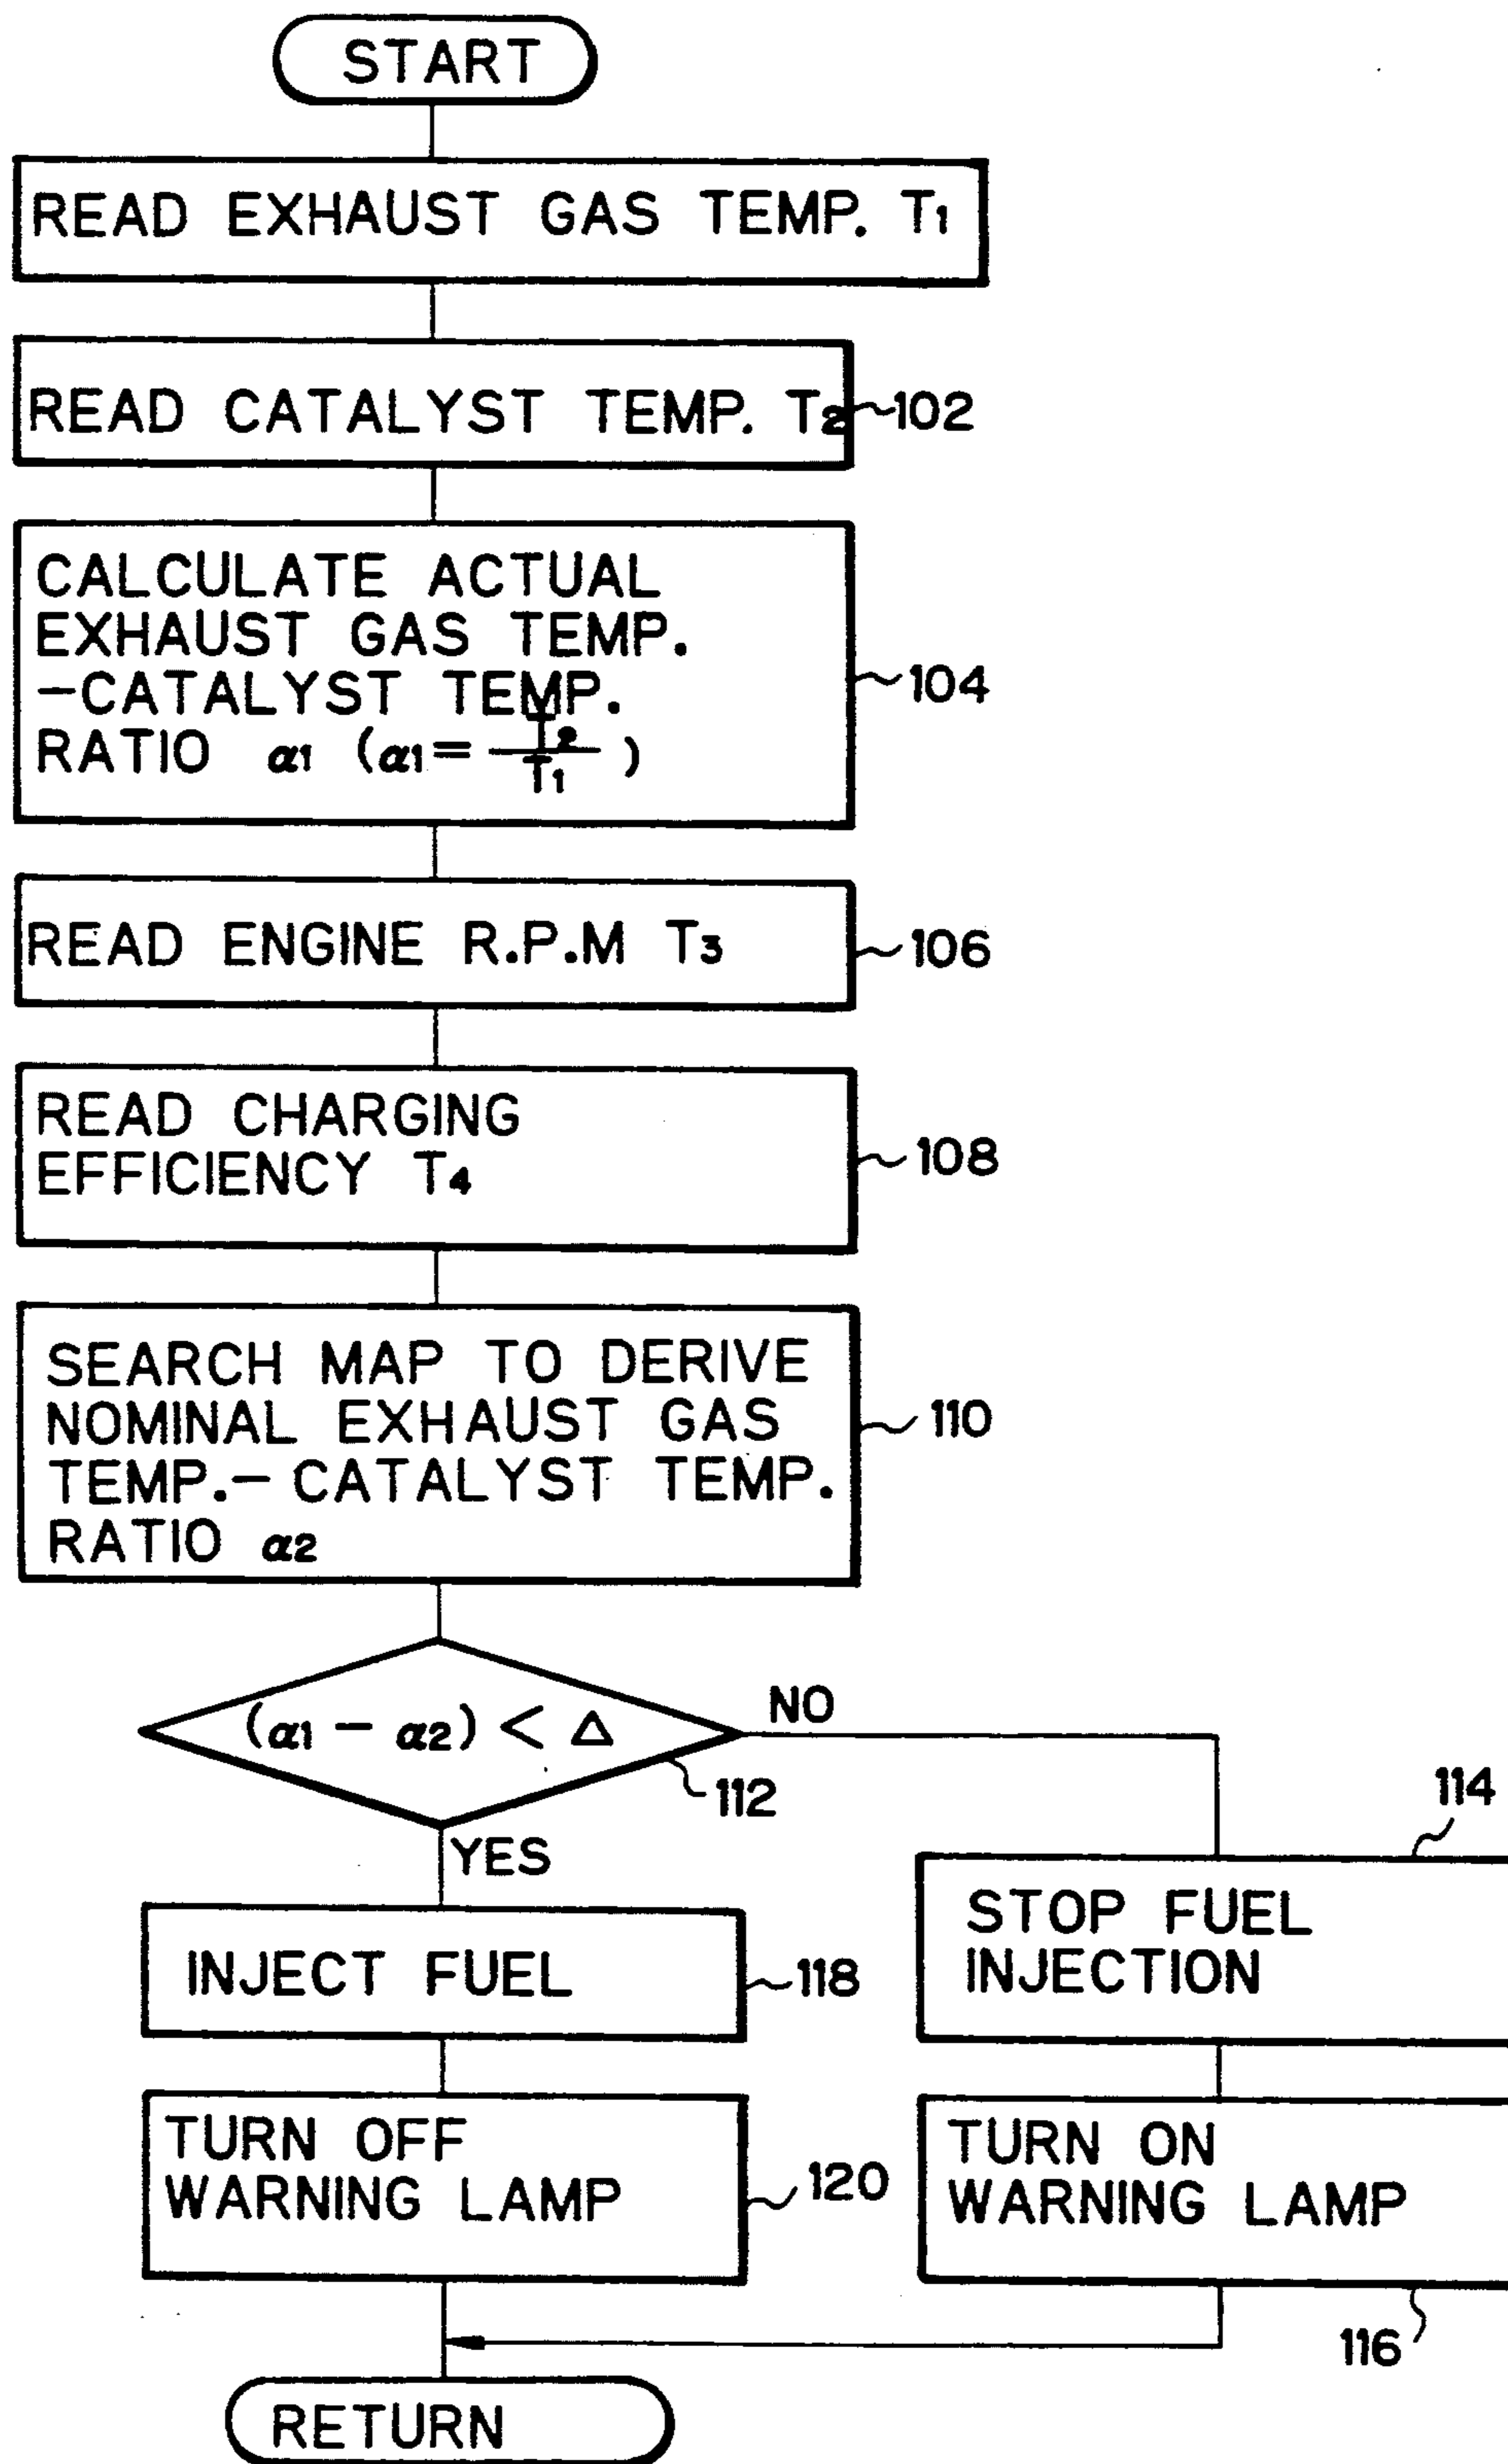 START
READ EXHAUST GAS TEMP. T1
READ CATALYST TEMP. T2
102
CALCULATE ACTUAL
EXHAUST GAS TEMP.
-CATALYST TEMP.
RATIO α1 (α1= T2
T1 )
104
READ ENGINE R.P.M T3
106
READ CHARGING
EFFICIENCY T4
108
SEARCH MAP TO DERIVE
NOMINAL EXHAUST GAS
TEMP.- CATALYST TEMP.
RATIO α2
110
(α1 - α2) < Δ
NO
112
YES
114
STOP FUEL
INJECTION
INJECT FUEL
118
TURN OFF
WARNING LAMP
120
TURN ON
WARNING LAMP
116
RETURN